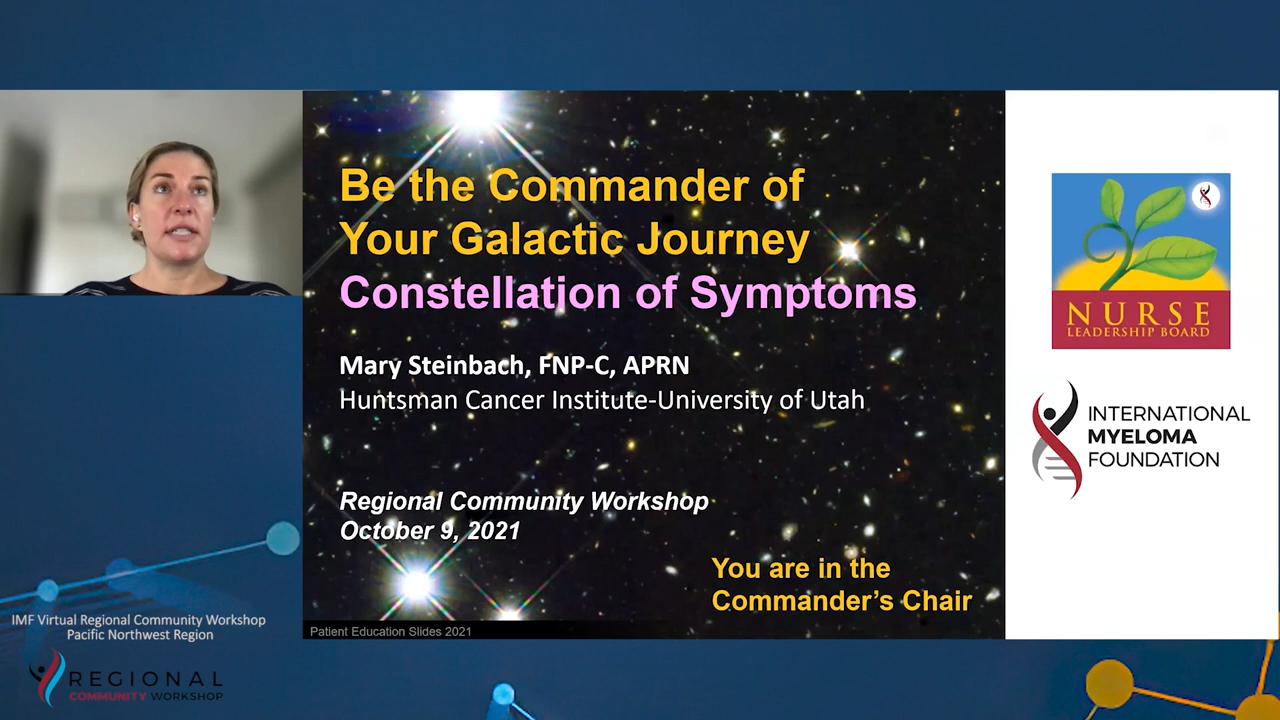 Be the Commander of
Your Galactic Journey
Constellation of Symptoms
Mary Steinbach, FNP-C, APRN
Huntsman Cancer Institute-University of Utah
Regional Community Workshop
October 9, 2021
You are in the
Commander's Chair
Patient Education Slides 2021
NURSE
LEADERSHIP BOARD
INTERNATIONAL
MYELOMA
FOUNDATION
IMF Virtual Regional Community Workshop
Pacific Northwest Region
REGIONAL
COMMUNITY WORKSHOP